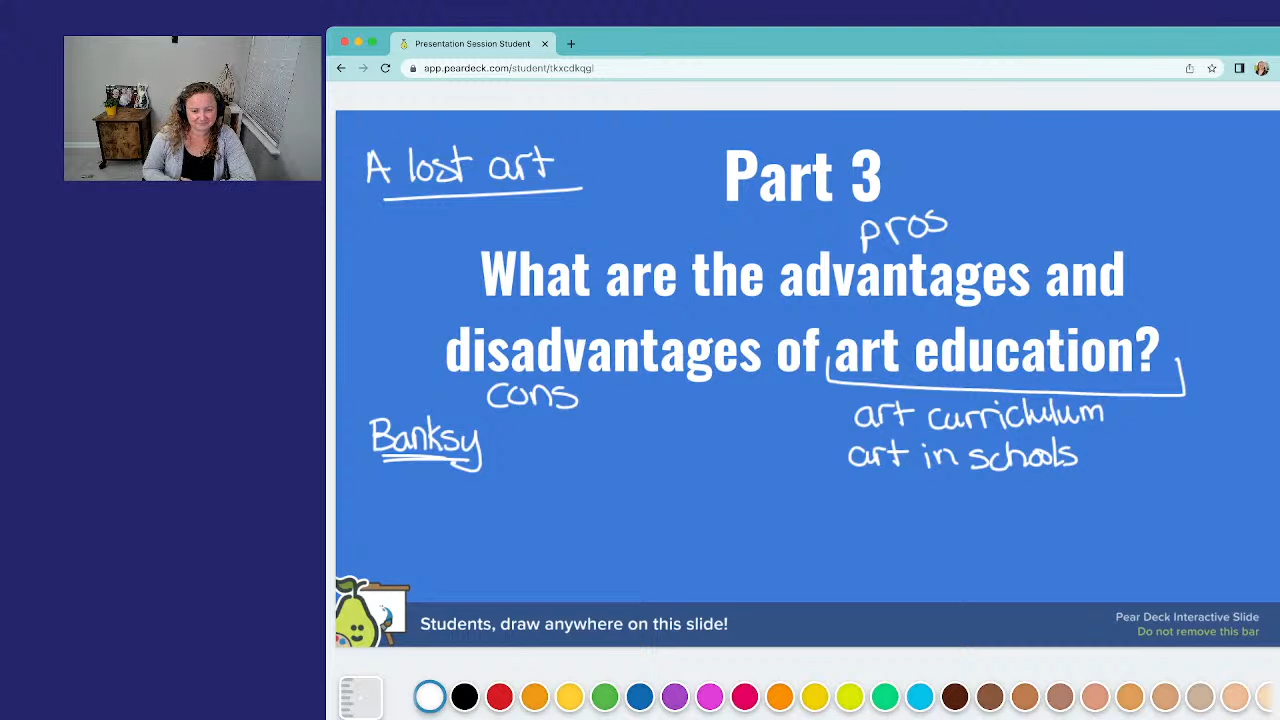 Presentation Session Student
app.peardeck.com/student/tkxcdkqgl
A lost art
Part 3
pros
What are the advantages and
disadvantages of art education?
cons
art curriculum
Banksy
art in schools
Students, draw anywhere on this slide!
Pear Deck Interactive Slide
Do not remove this bar